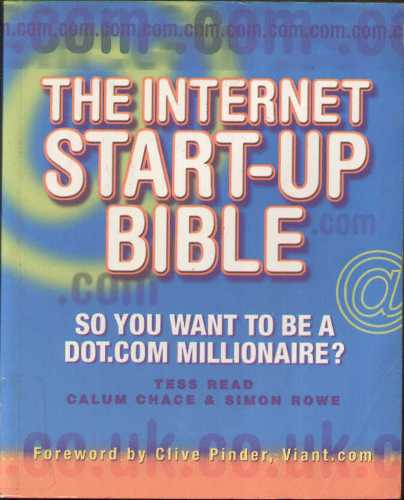 .com.com.com.com.com
.com
THE INTERNET
START-UP
BIBLE
.com
.com
@
SO YOU WANT TO BE A
DOT.COM MILLIONAIRE?
TESS READ
CALUM CHACE & SIMON ROWE
Foreword by Clive Pinder, Viant.com
.co.uk.co.uk.co